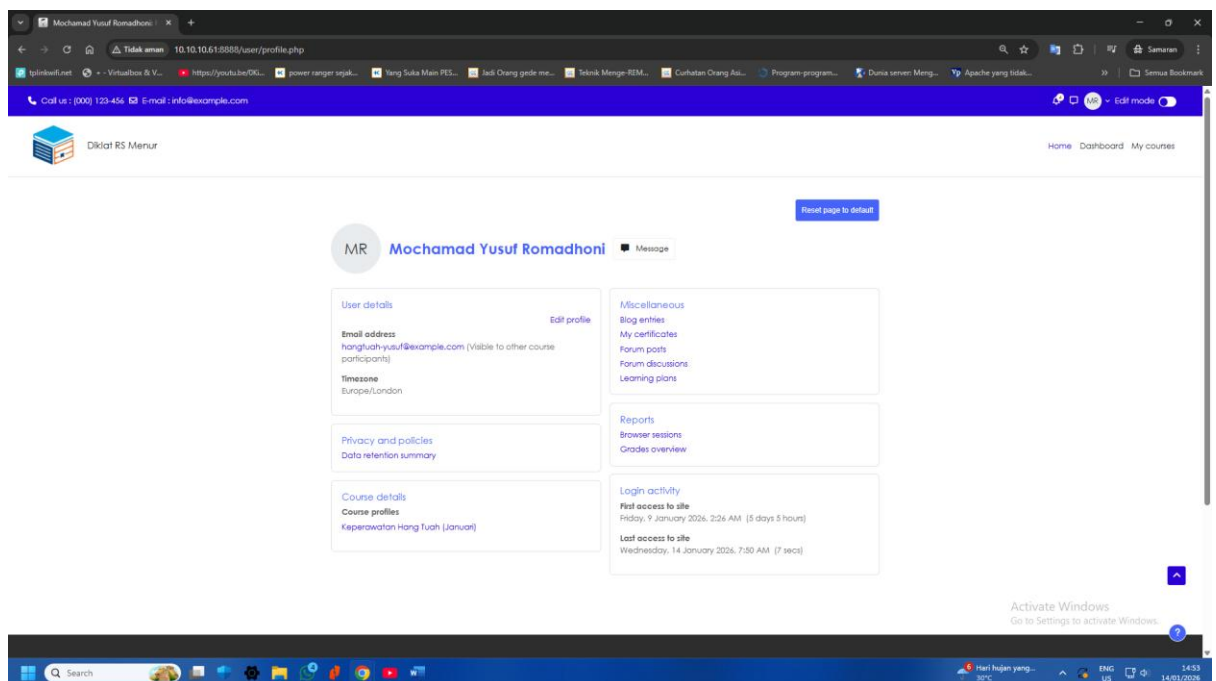 Mochamad Yusuf Romadhoni: 
Tidak aman 10.10.10.61:8888/user/profile.php
Samaran
tplinkwifi.net + - Virtualbox & V... https://youtu.be/DKi... power ranger sejak... Yang Suka Main PES... Jadi Orang gede me... Teknik Menge-REM... Curhatan Orang Asi... Program-program... Dunia server: Meng... Apache yang tidak... Semua Bookmark
Call us : (000) 123-456 E-mail : info@example.com
MR Edit mode
Diklat RS Menur
Home Dashboard My courses
Reset page to default
MR Mochamad Yusuf Romadhoni Message
User details
Edit profile
Email address
hangtuah-yusuf@example.com (Visible to other course
participants)
Timezone
Europe/London
Privacy and policies
Data retention summary
Course details
Course profiles
Keperawatan Hang Tuah (Januari)
Miscellaneous
Blog entries
My certificates
Forum posts
Forum discussions
Learning plans
Reports
Browser sessions
Grades overview
Login activity
First access to site
Friday, 9 January 2026, 2:26 AM (5 days 5 hours)
Last access to site
Wednesday, 14 January 2026, 7:50 AM (7 secs)
Activate Windows
Go to Settings to activate Windows.
Search
6 Hari hujan yang...
30°C
ENG
US
14:53
14/01/2026